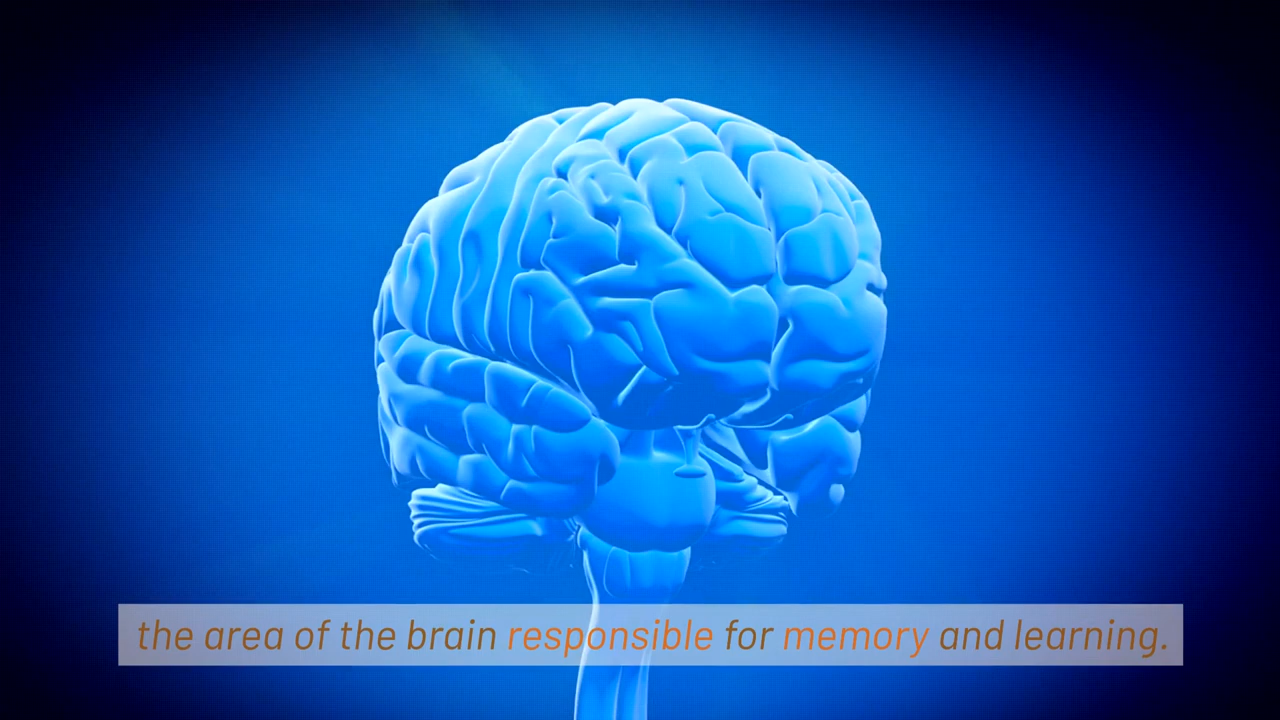 the area of the brain responsible for memory and learning.